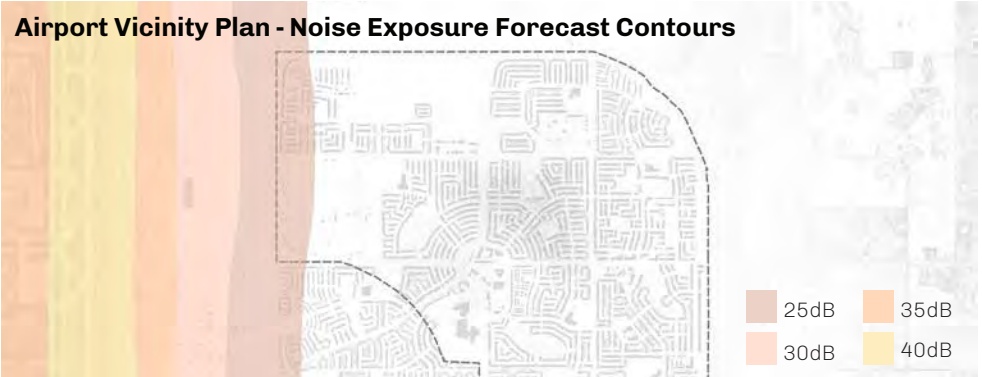 Airport Vicinity Plan - Noise Exposure Forecast Contours
25dB
35dB
30dB
40dB